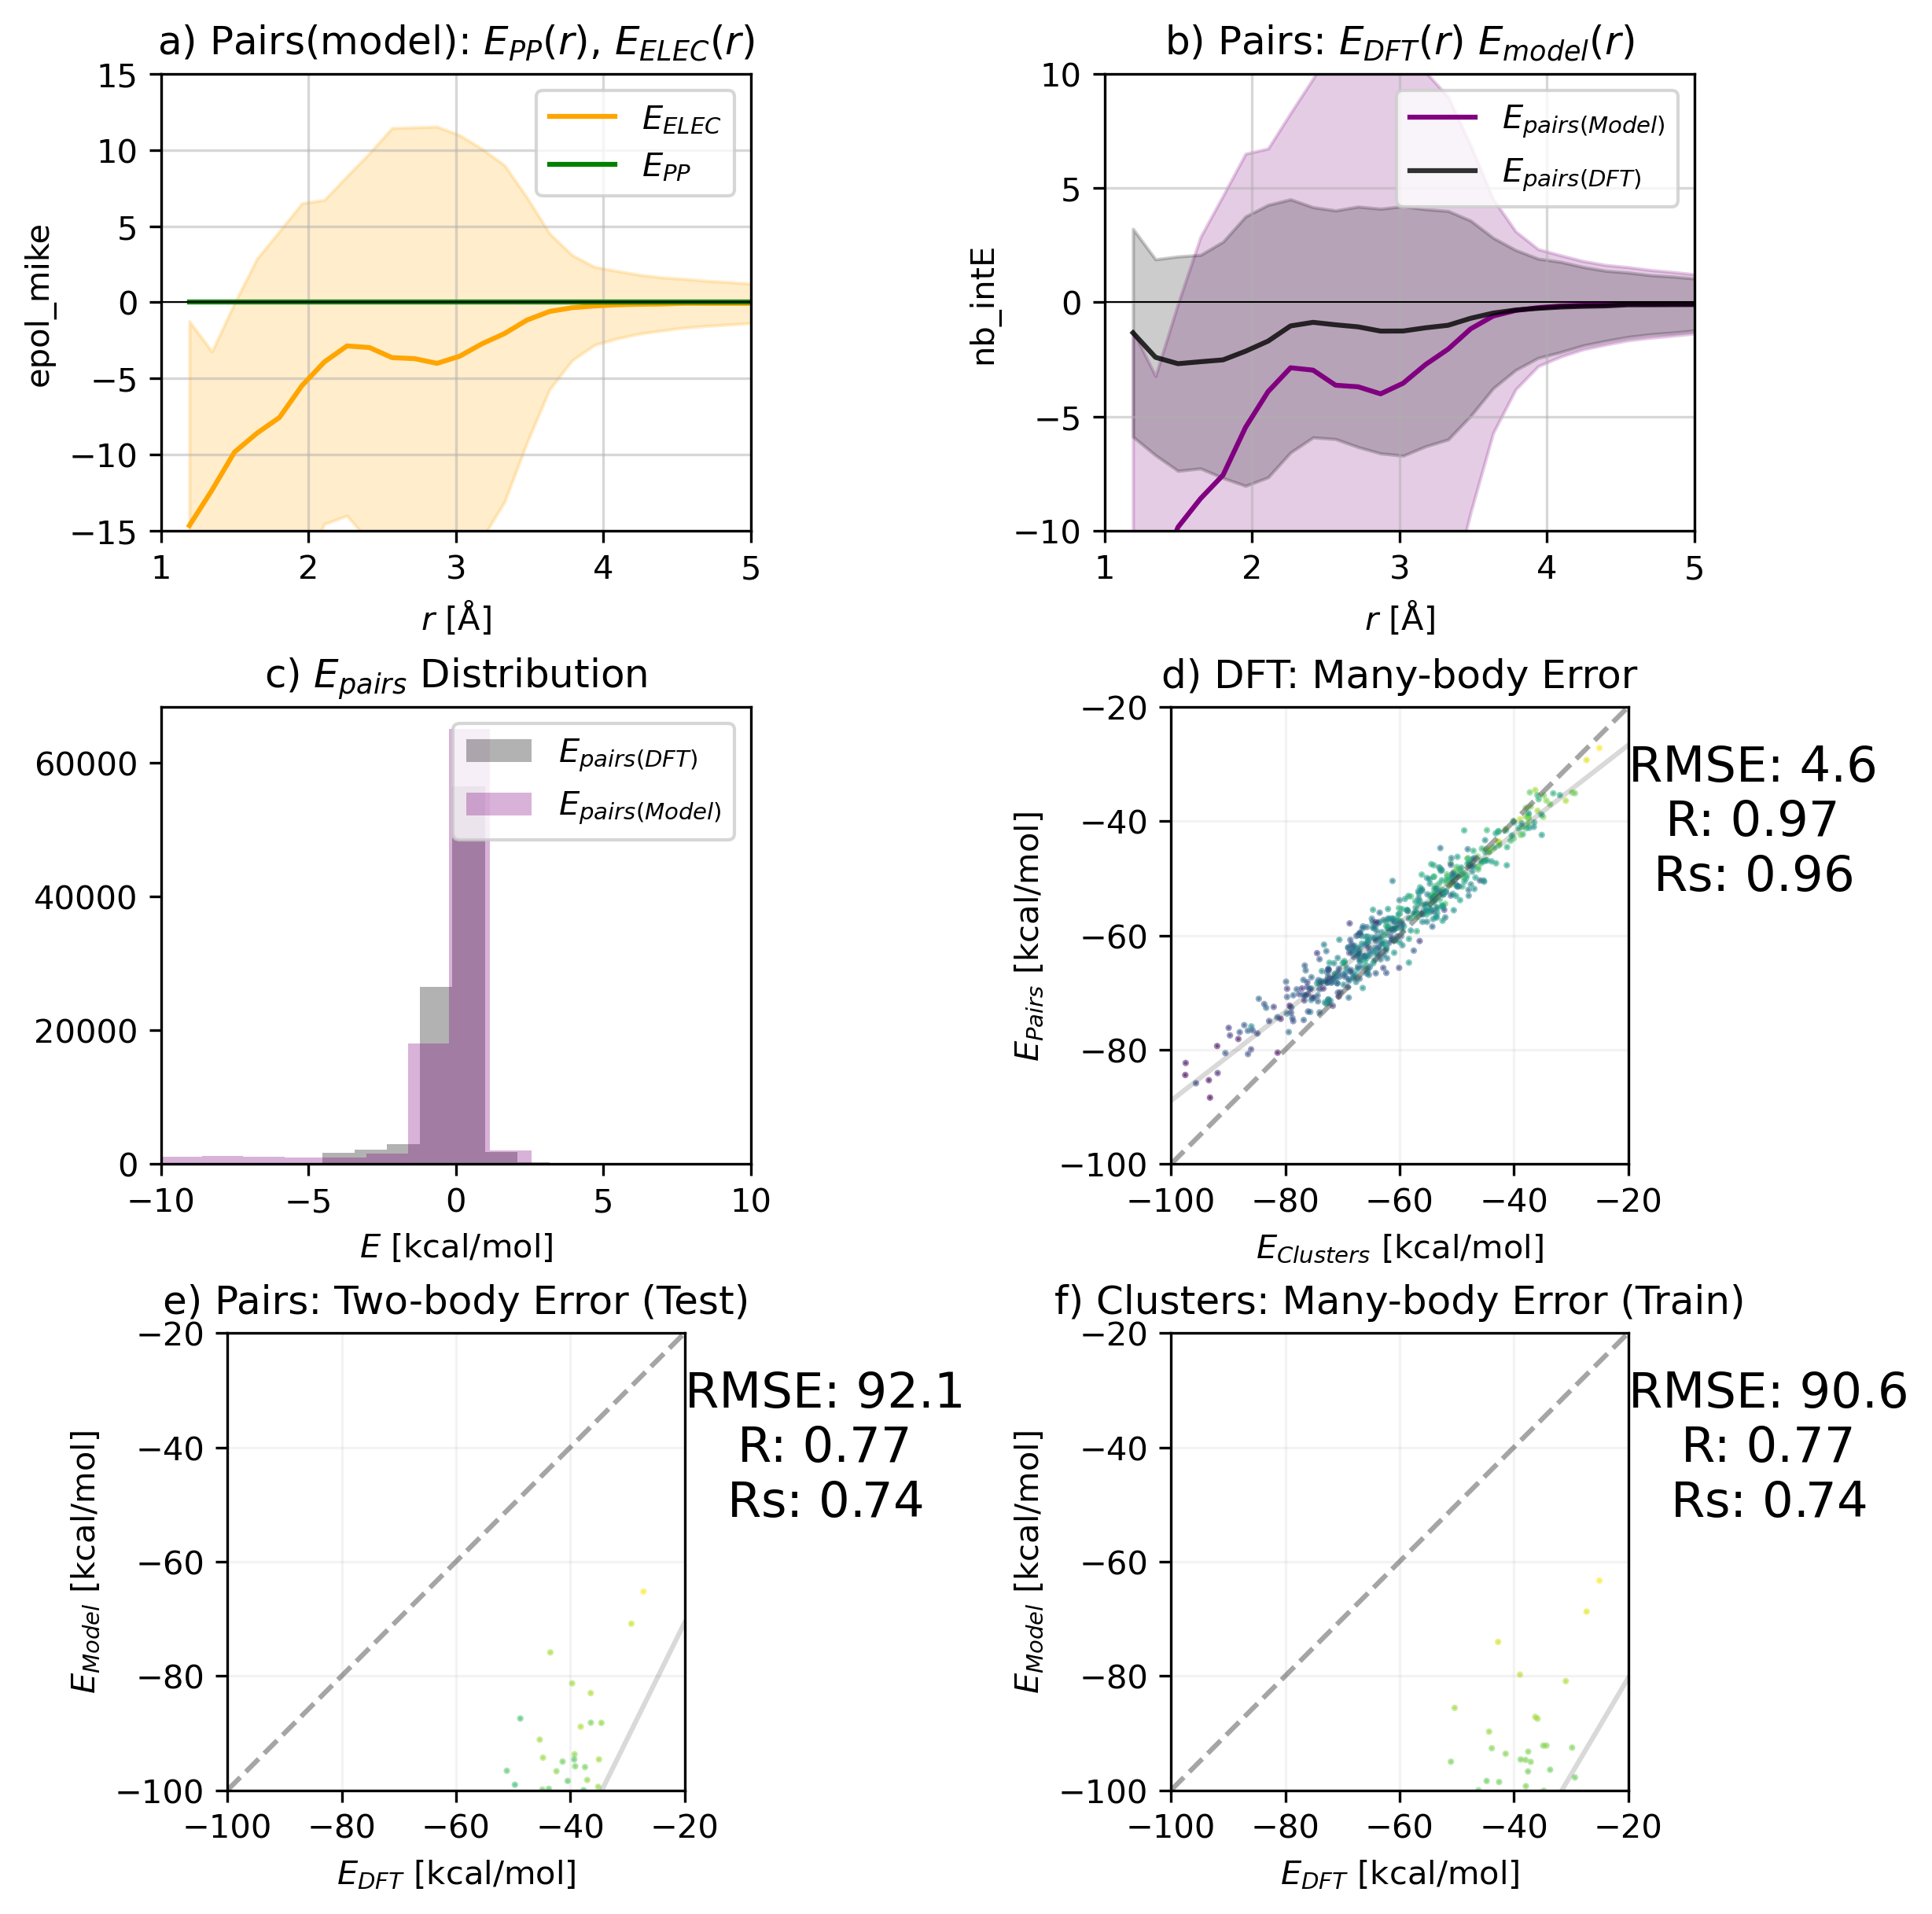 a) Pairs(model): E_PP(r), E_ELEC(r)
15
10
5
0
−5
−10
−15
epol_mike
E_ELEC
E_PP
1 2 3 4 5
r [Å]
b) Pairs: E_DFT(r) E_model(r)
10
5
0
−5
−10
nb_intE
E_pairs(Model)
E_pairs(DFT)
1 2 3 4 5
r [Å]
c) E_pairs Distribution
60000
40000
20000
0
E_pairs(DFT)
E_pairs(Model)
−10 −5 0 5 10
E [kcal/mol]
d) DFT: Many-body Error
−20
−40
−60
−80
−100
E_Pairs [kcal/mol]
RMSE: 4.6
R: 0.97
Rs: 0.96
−100 −80 −60 −40 −20
E_Clusters [kcal/mol]
e) Pairs: Two-body Error (Test)
−20
−40
−60
−80
−100
E_Model [kcal/mol]
RMSE: 92.1
R: 0.77
Rs: 0.74
−100 −80 −60 −40 −20
E_DFT [kcal/mol]
f) Clusters: Many-body Error (Train)
−20
−40
−60
−80
−100
E_Model [kcal/mol]
RMSE: 90.6
R: 0.77
Rs: 0.74
−100 −80 −60 −40 −20
E_DFT [kcal/mol]